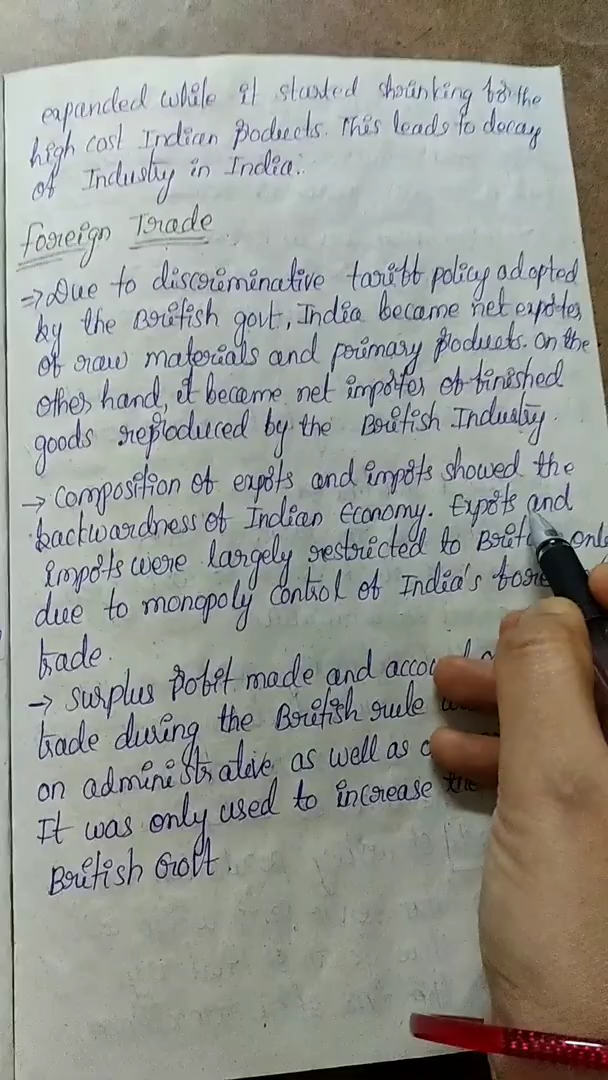 expanded while it started shrinking for the
high cost Indian Products. This leads to decay
of Industry in India.
Foreign Trade
⇒ Due to discriminative tariff policy adopted
by the British govt, India became net exporter
of raw materials and primary Products. On the
other hand, it became net importer of finished
goods reproduced by the British Industry.
→ Composition of exports and imports showed the
backwardness of Indian Economy. Exports and
imports were largely restricted to Brit
due to monopoly control of India's
trade.
→ Surplus Profit made and
trade during the British rule
on administrative as well as
It was only used to increase the
British Govt.